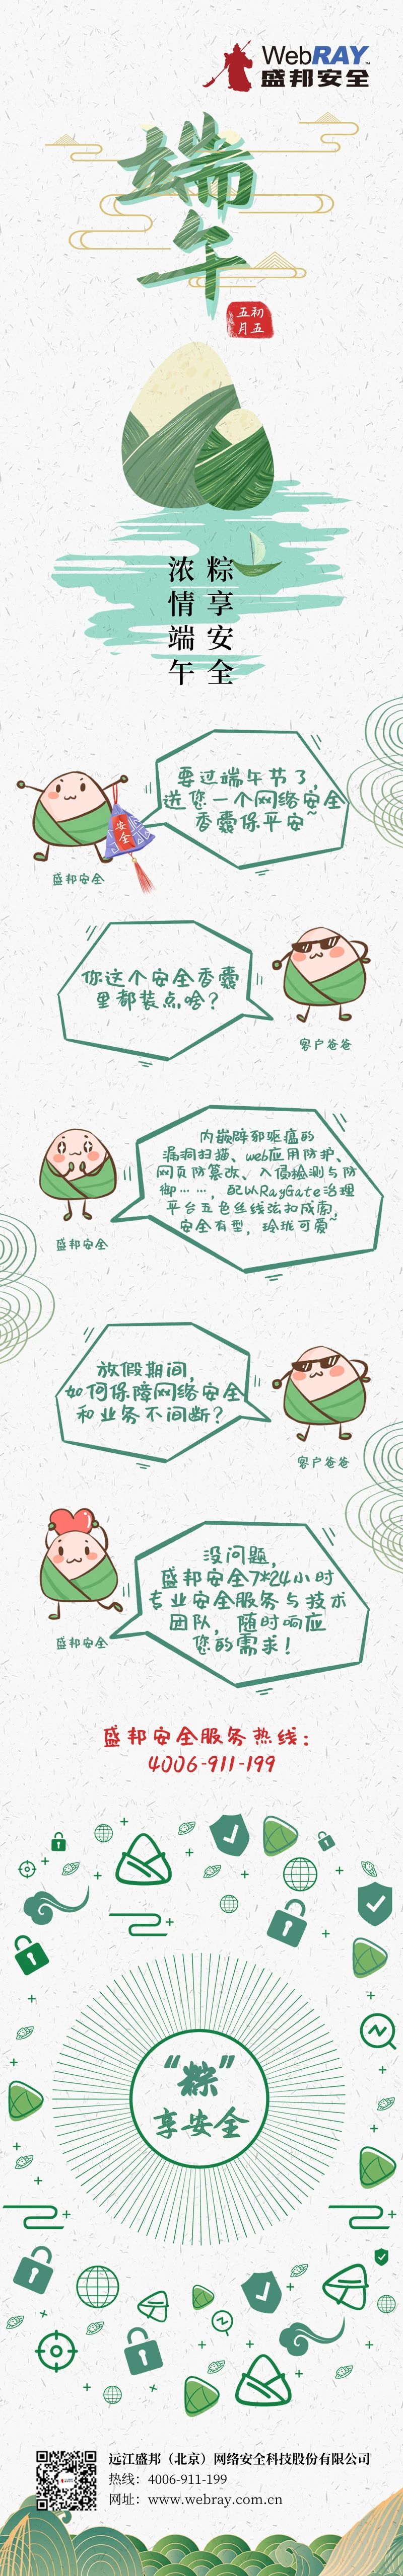 WebRAY
盛邦安全
端
午
初五
五月
粽享安全
浓情端午
要过端午节了,
送您一个网络安全
香囊保平安~
安全
盛邦安全
你这个安全香囊
里都装点啥?
客户爸爸
内嵌辟邪驱瘟的
漏洞扫描、web应用防护、
网页防篡改、入侵检测与防
御……,配以RayGate治理
平台五色丝线弦扣成索,
安全有型,玲珑可爱~
盛邦安全
放假期间,
如何保障网络安全
和业务不间断?
客户爸爸
没问题,
盛邦安全7*24小时
专业安全服务与技术
团队,随时响应
您的需求!
盛邦安全
盛邦安全服务热线:
4006-911-199
“粽”
享安全
远江盛邦(北京)网络安全科技股份有限公司
热线:4006-911-199
网址:www.webray.com.cn